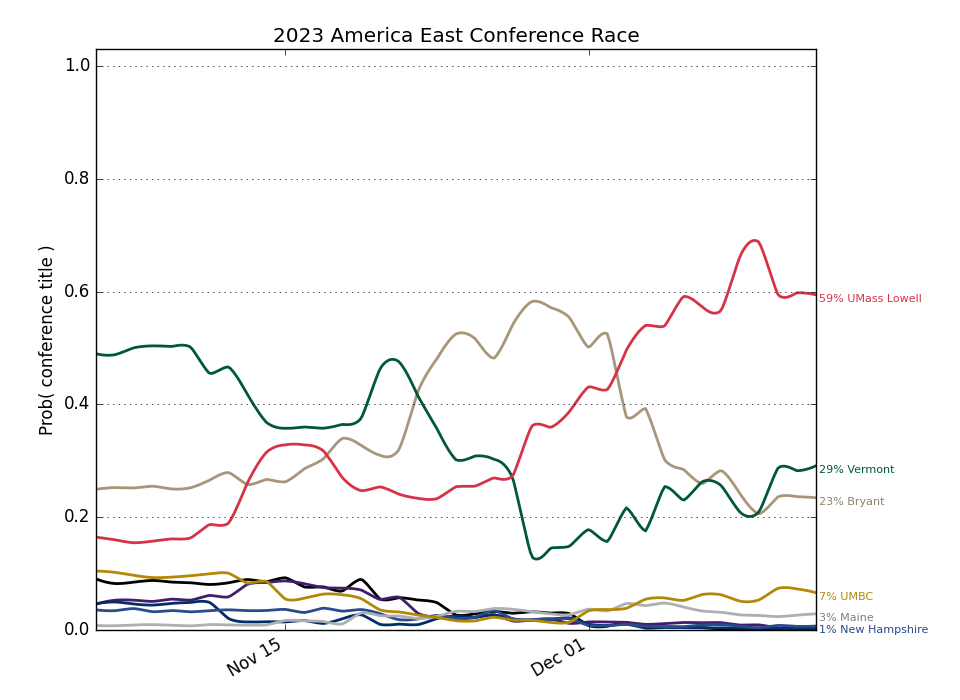 2023 America East Conference Race
Prob( conference title )
1.0
0.8
0.6
0.4
0.2
0.0
Nov 15
Dec 01
59% UMass Lowell
29% Vermont
23% Bryant
7% UMBC
3% Maine
1% New Hampshire